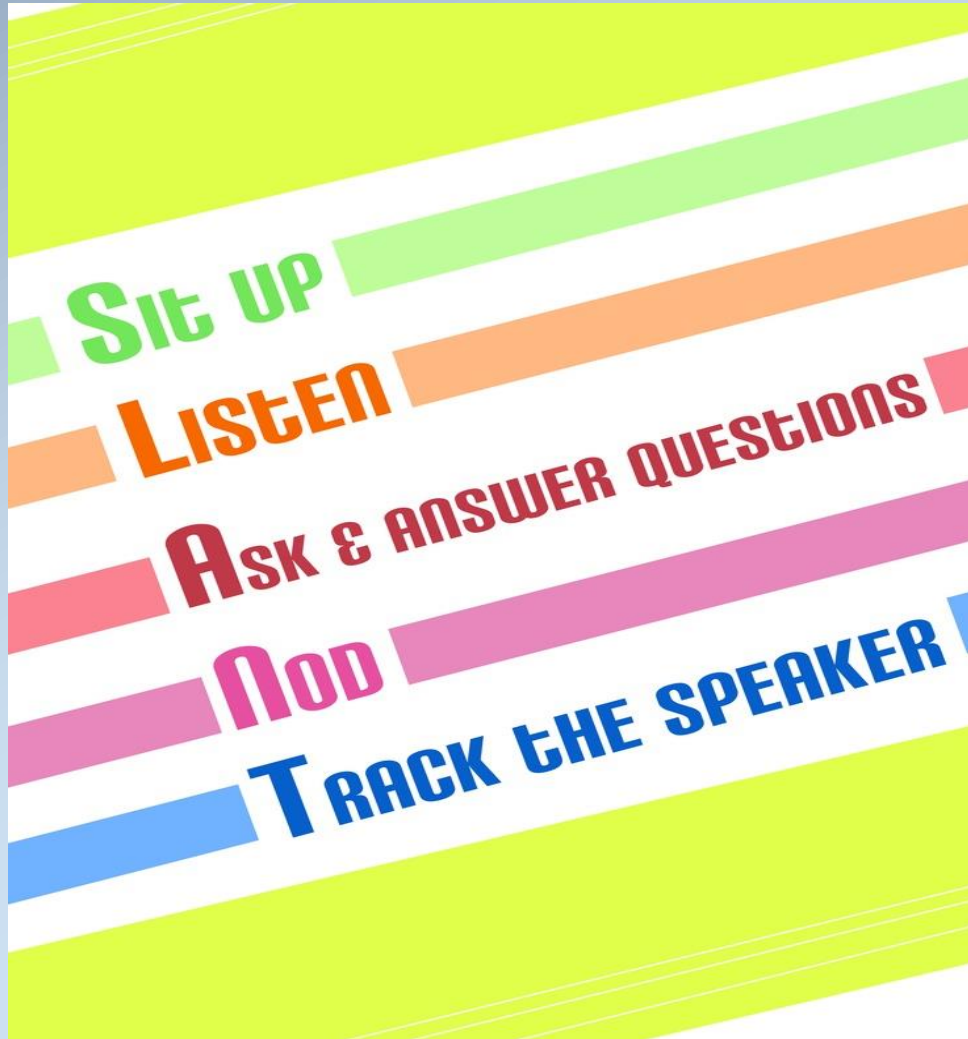 Sit up
Listen
Ask & answer questions
Nod
Track the speaker